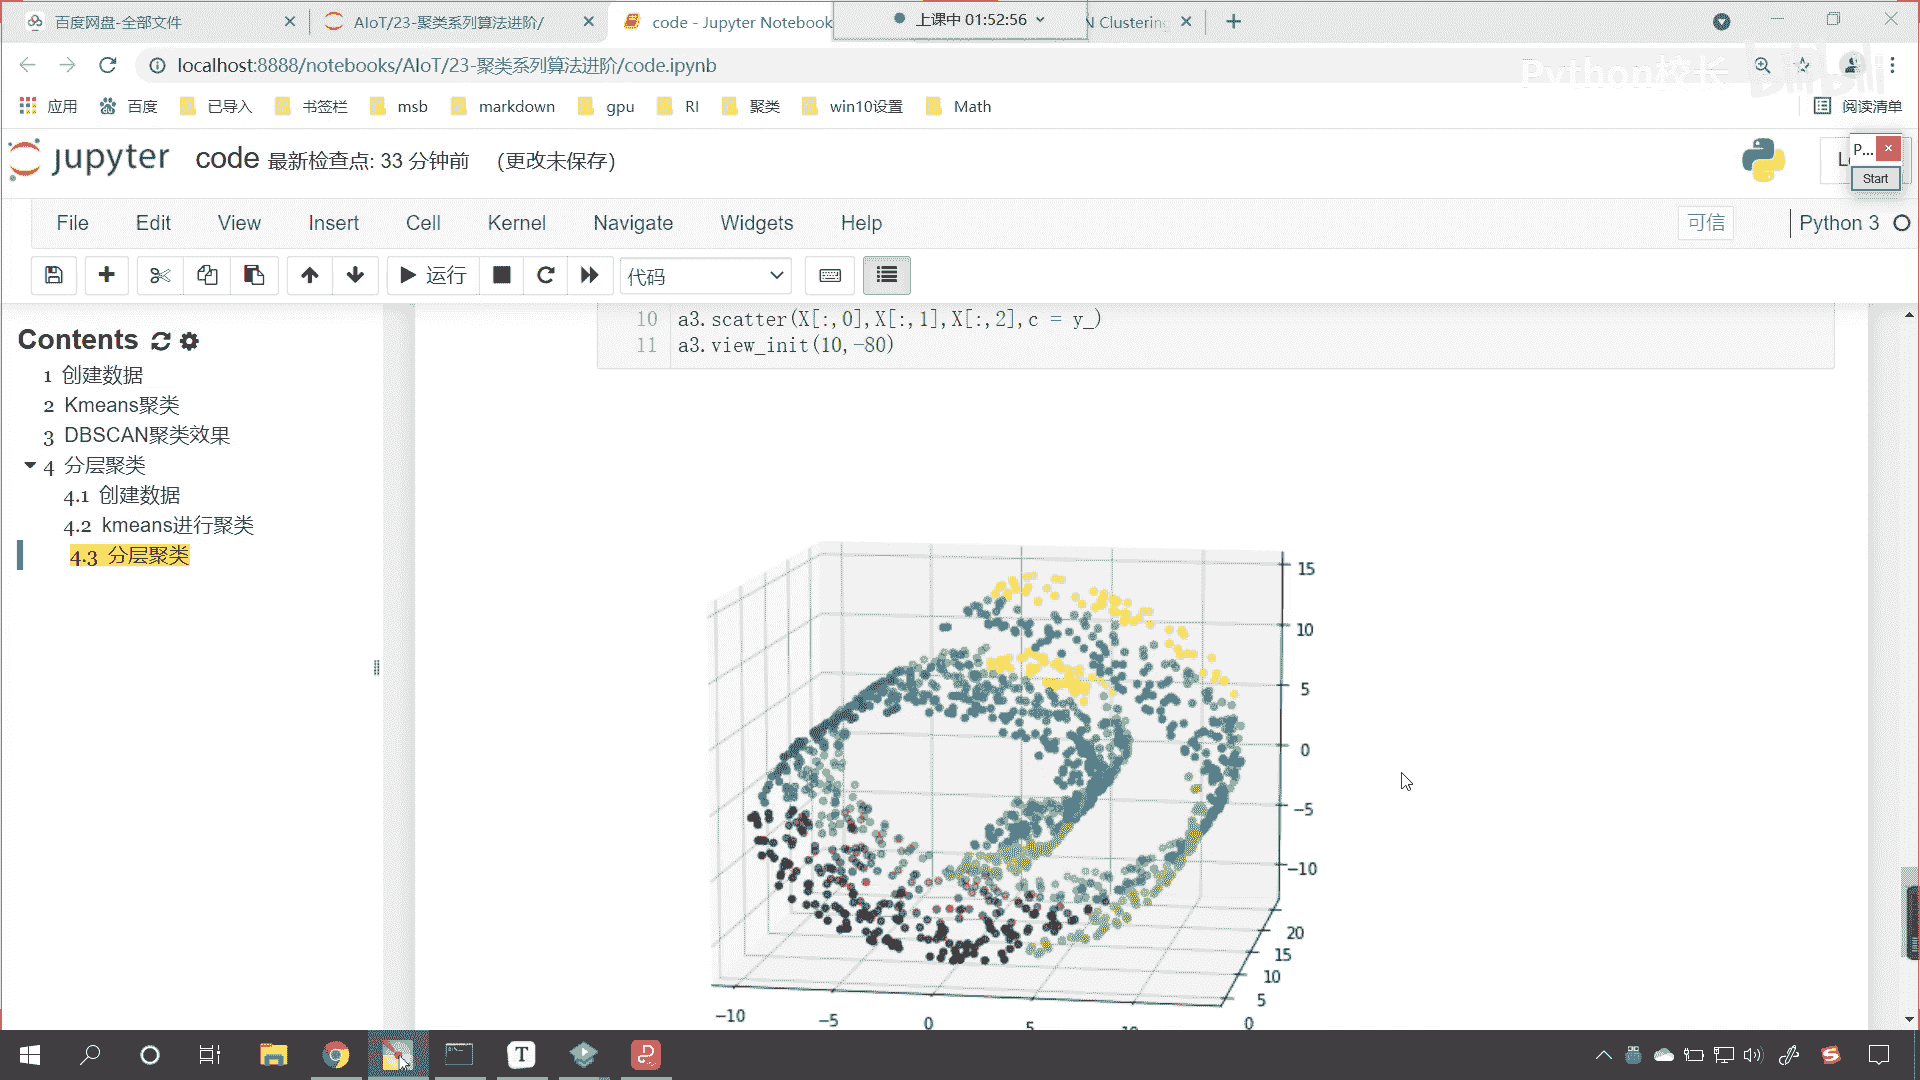 百度网盘-全部文件
AIoT/23-聚类系列算法进阶/
code - Jupyter Notebook
上课中 01:52:56
N Clustering
localhost:8888/notebooks/AIoT/23-聚类系列算法进阶/code.ipynb
Python校长
bilibili
应用
百度
已导入
书签栏
msb
markdown
gpu
RI
聚类
win10设置
Math
阅读清单
jupyter
code 最新检查点: 33 分钟前 (更改未保存)
P...
Start
File
Edit
View
Insert
Cell
Kernel
Navigate
Widgets
Help
可信
Python 3
运行
代码
Contents
1 创建数据
2 Kmeans聚类
3 DBSCAN聚类效果
4 分层聚类
4.1 创建数据
4.2 kmeans进行聚类
4.3 分层聚类
10 a3.scatter(X[:,0],X[:,1],X[:,2],c = y_)
11 a3.view_init(10,-80)
15
10
5
0
−5
−10
20
15
10
5
0
−10
−5
0
5
T